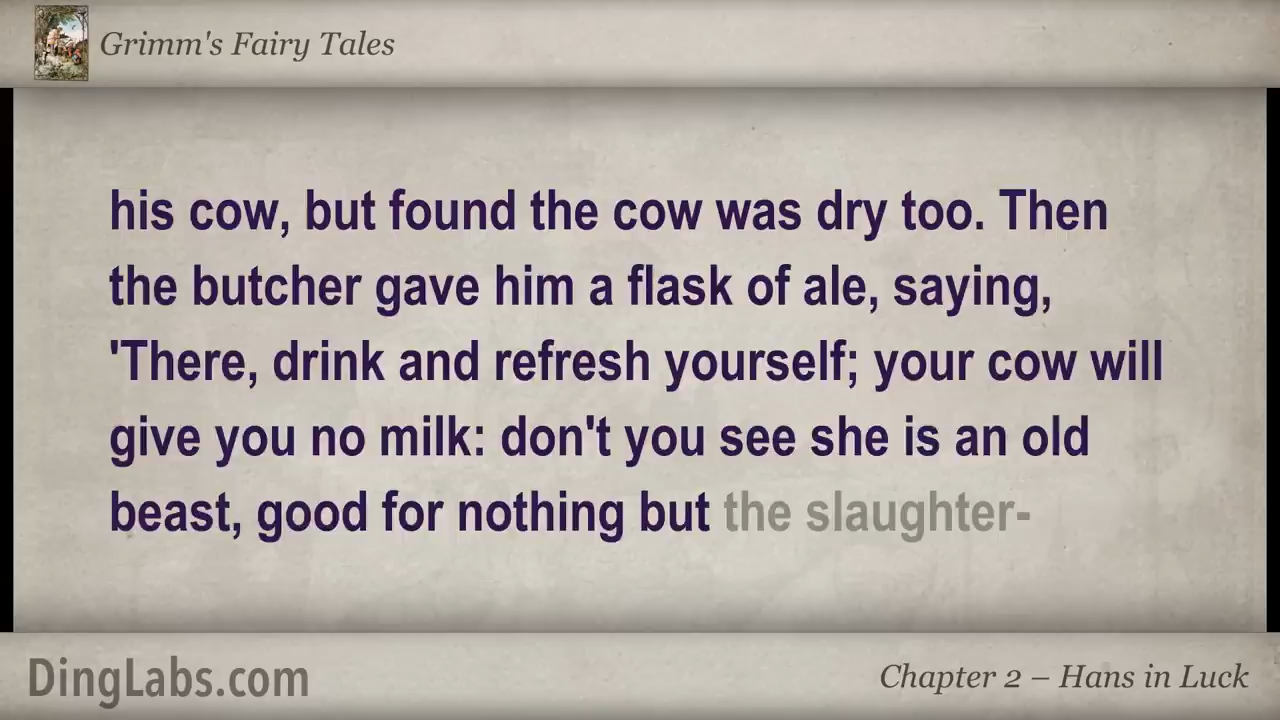 Grimm's Fairy Tales
his cow, but found the cow was dry too. Then
the butcher gave him a flask of ale, saying,
'There, drink and refresh yourself; your cow will
give you no milk: don't you see she is an old
beast, good for nothing but the slaughter-
DingLabs.com
Chapter 2 – Hans in Luck